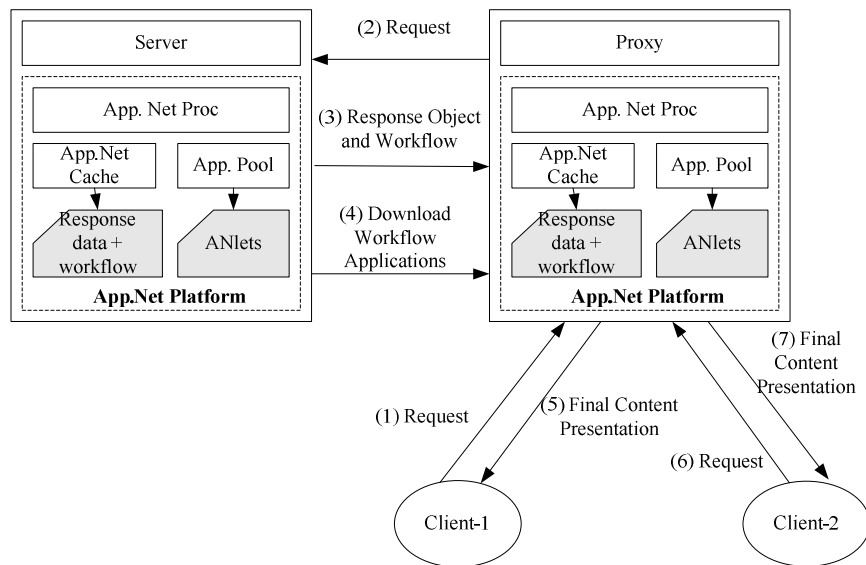 Server
App. Net Proc
App.Net
Cache
App. Pool
Response
data +
workflow
ANlets
App.Net Platform
(2) Request
(3) Response Object
and Workflow
(4) Download
Workflow
Applications
Proxy
App. Net Proc
App.Net
Cache
App. Pool
Response
data +
workflow
ANlets
App.Net Platform
(1) Request
(5) Final Content
Presentation
(6) Request
(7) Final
Content
Presentation
Client-1
Client-2